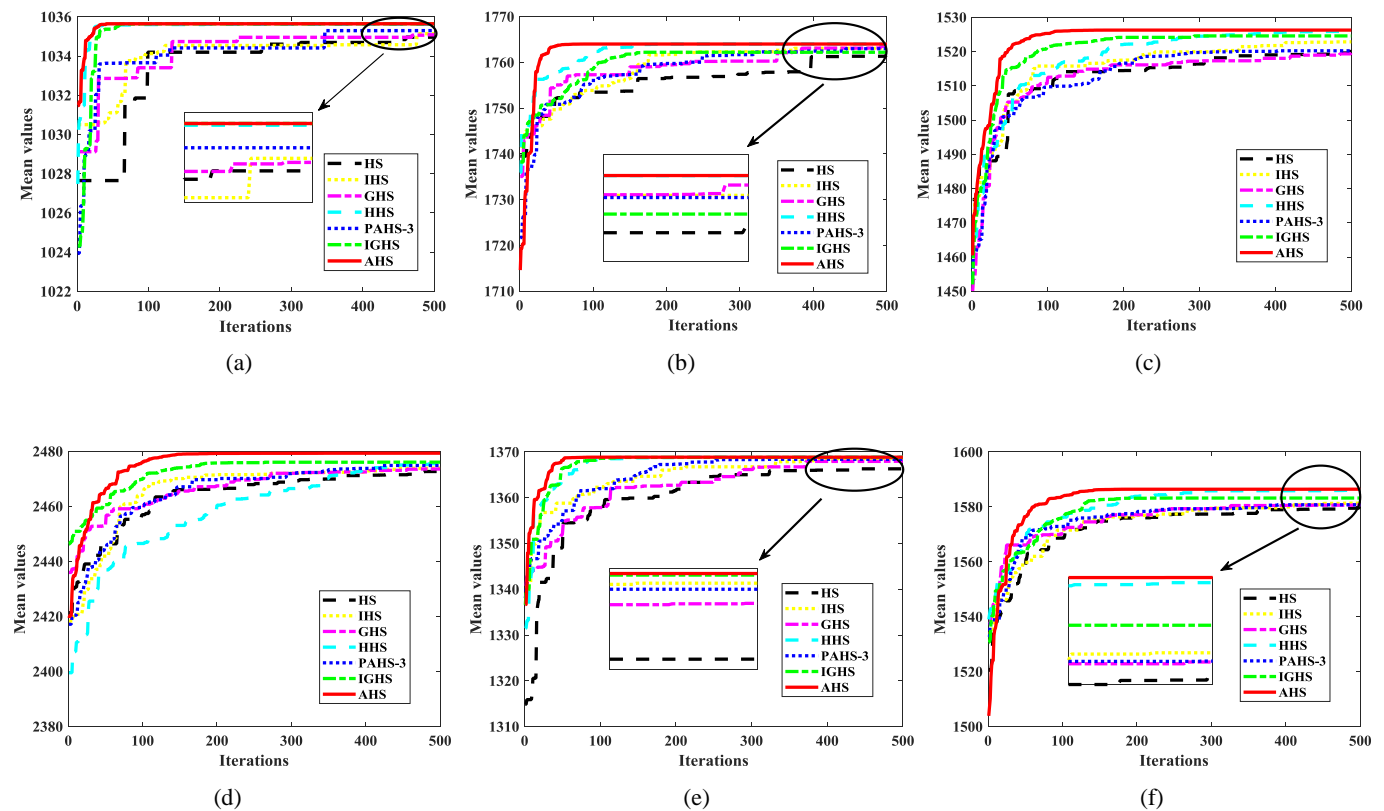 1036
1034
1032
1030
1028
1026
1024
1022
Mean values
HS
IHS
GHS
HHS
PAHS-3
IGHS
AHS
0
100
200
300
400
500
Iterations
(a)
1770
1760
1750
1740
1730
1720
1710
Mean values
HS
IHS
GHS
HHS
PAHS-3
IGHS
AHS
0
100
200
300
400
500
Iterations
(b)
1530
1520
1510
1500
1490
1480
1470
1460
1450
Mean values
HS
IHS
GHS
HHS
PAHS-3
IGHS
AHS
0
100
200
300
400
500
Iterations
(c)
2480
2460
2440
2420
2400
2380
Mean values
HS
IHS
GHS
HHS
PAHS-3
IGHS
AHS
0
100
200
300
400
500
Iterations
(d)
1370
1360
1350
1340
1330
1320
1310
Mean values
HS
IHS
GHS
HHS
PAHS-3
IGHS
AHS
0
100
200
300
400
500
Iterations
(e)
1600
1580
1560
1540
1520
1500
Mean values
HS
IHS
GHS
HHS
PAHS-3
IGHS
AHS
0
100
200
300
400
500
Iterations
(f)